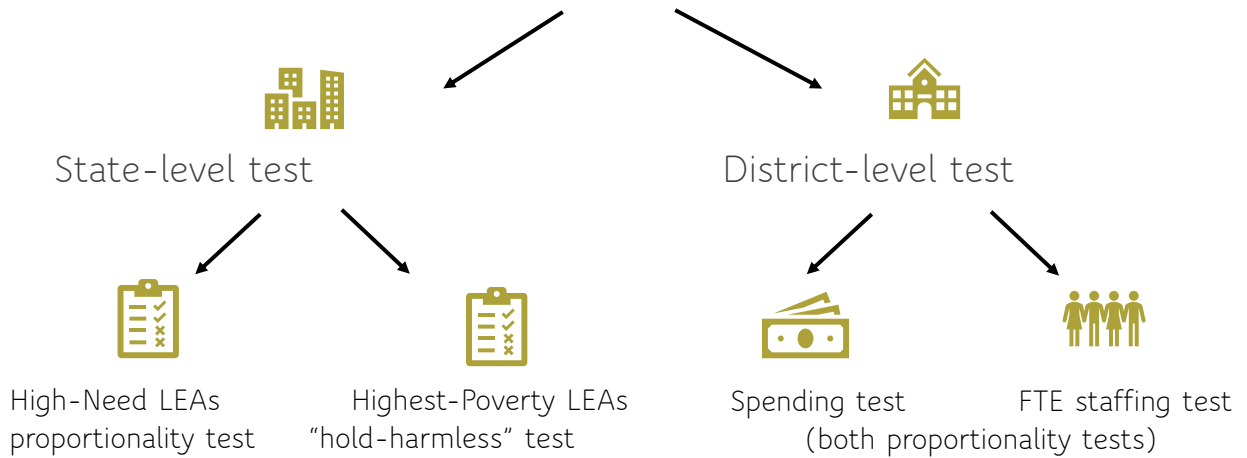 State-level test
District-level test
High-Need LEAs
proportionality test
Highest-Poverty LEAs
“hold-harmless” test
Spending test
FTE staffing test
(both proportionality tests)